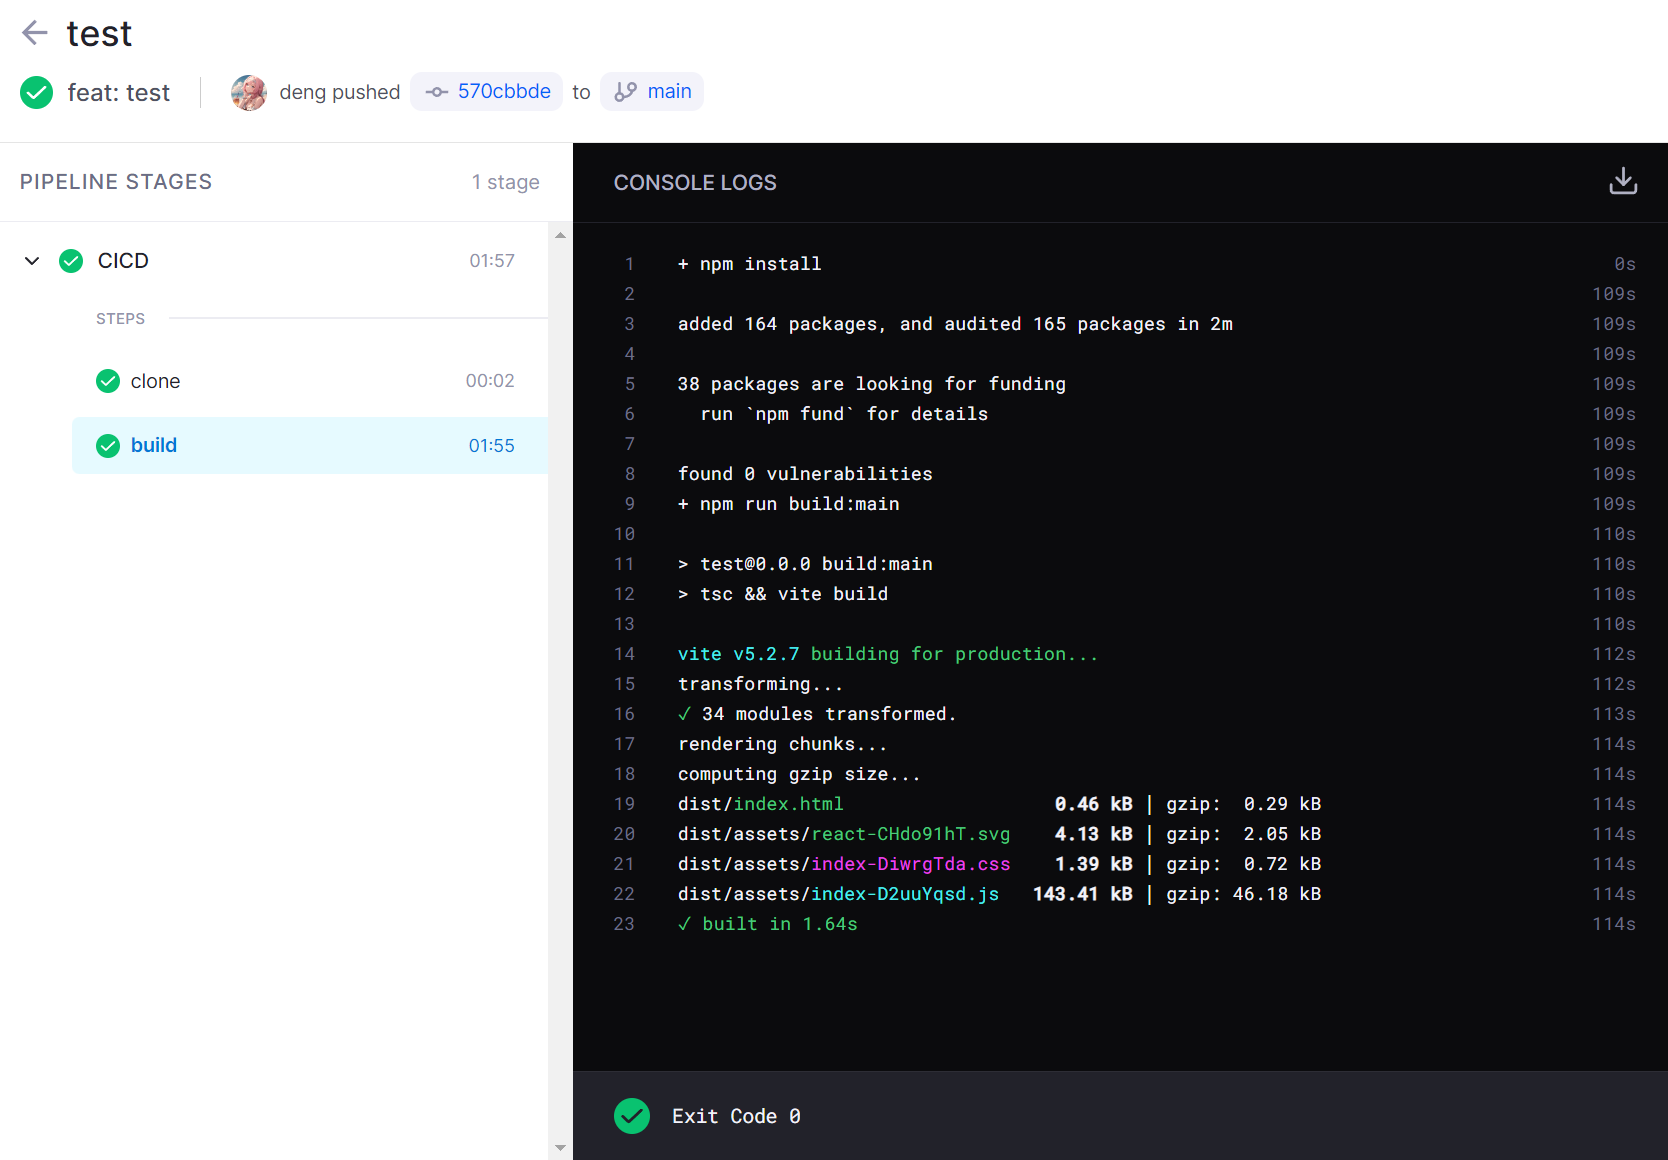 test
feat: test
deng pushed 570cbbde to main
PIPELINE STAGES 1 stage
CICD 01:57
STEPS
clone 00:02
build 01:55
CONSOLE LOGS
1 + npm install 0s
2 109s
3 added 164 packages, and audited 165 packages in 2m 109s
4 109s
5 38 packages are looking for funding 109s
6 run `npm fund` for details 109s
7 109s
8 found 0 vulnerabilities 109s
9 + npm run build:main 109s
10 110s
11 > test@0.0.0 build:main 110s
12 > tsc && vite build 110s
13 110s
14 vite v5.2.7 building for production... 112s
15 transforming... 112s
16 ✓ 34 modules transformed. 113s
17 rendering chunks... 114s
18 computing gzip size... 114s
19 dist/index.html 0.46 kB | gzip: 0.29 kB 114s
20 dist/assets/react-CHdo91hT.svg 4.13 kB | gzip: 2.05 kB 114s
21 dist/assets/index-DiwrgTda.css 1.39 kB | gzip: 0.72 kB 114s
22 dist/assets/index-D2uuYqsd.js 143.41 kB | gzip: 46.18 kB 114s
23 ✓ built in 1.64s 114s
Exit Code 0